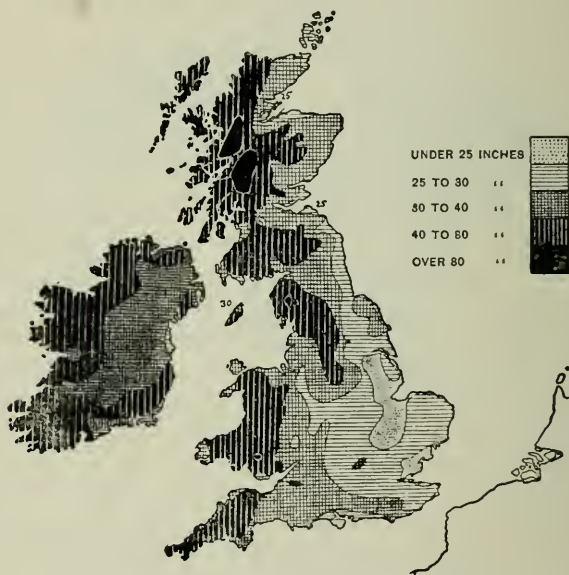 25
UNDER 25 INCHES
25 TO 30 "
30 TO 40 "
40 TO 80 "
OVER 80 "
25
30